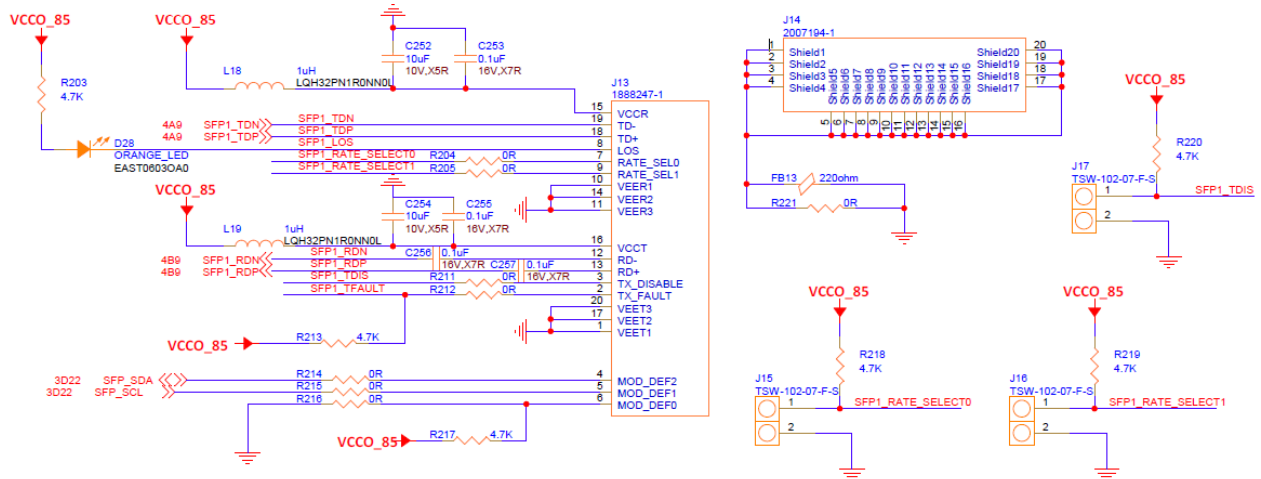 VCCO_85
VCCO_85
R203
4.7K
L18
1uH
LQH32PN1R0NN0L
C252
10uF
10V,X5R
C253
0.1uF
16V,X7R
J13
1888247-1
4A9 SFP1_TDN
4A9 SFP1_TDP
SFP1_TDN
SFP1_TDP
SFP1_LOS
D28
ORANGE_LED
EAST0603OA0
SFP1_RATE_SELECT0
SFP1_RATE_SELECT1
R204 0R
R205 0R
15 VCCR
19 TD-
18 TD+
8 LOS
7 RATE_SEL0
9 RATE_SEL1
10 VEER1
14 VEER2
11 VEER3
VCCO_85
L19
1uH
LQH32PN1R0NN0L
C254
10uF
10V,X5R
C255
0.1uF
16V,X7R
4B9 SFP1_RDN
4B9 SFP1_RDP
SFP1_RDN
SFP1_RDP
SFP1_TDIS
SFP1_TFAULT
C256 0.1uF
16V,X7R
C257 0.1uF
16V,X7R
R211 0R
R212 0R
16 VCCT
12 RD-
13 RD+
3 TX_DISABLE
2 TX_FAULT
20 VEET3
17 VEET2
1 VEET1
VCCO_85
R213 4.7K
3D22 SFP_SDA
3D22 SFP_SCL
R214 0R
R215 0R
R216 0R
4 MOD_DEF2
5 MOD_DEF1
6 MOD_DEF0
VCCO_85
R217 4.7K
J14
2007194-1
1 Shield1
2 Shield2
3 Shield3
4 Shield4
Shield5
Shield6
Shield7
Shield8
Shield9
Shield10
Shield11
Shield12
Shield13
Shield14
Shield15
Shield16
5 6 7 8 9 10 11 12 13 14 15 16
Shield20 20
Shield19 19
Shield18 18
Shield17 17
FB13 220ohm
R221 0R
VCCO_85
R220
4.7K
J17
TSW-102-07-F-S
1
2
SFP1_TDIS
VCCO_85
R218
4.7K
J15
TSW-102-07-F-S
1
2
SFP1_RATE_SELECT0
VCCO_85
R219
4.7K
J16
TSW-102-07-F-S
1
2
SFP1_RATE_SELECT1